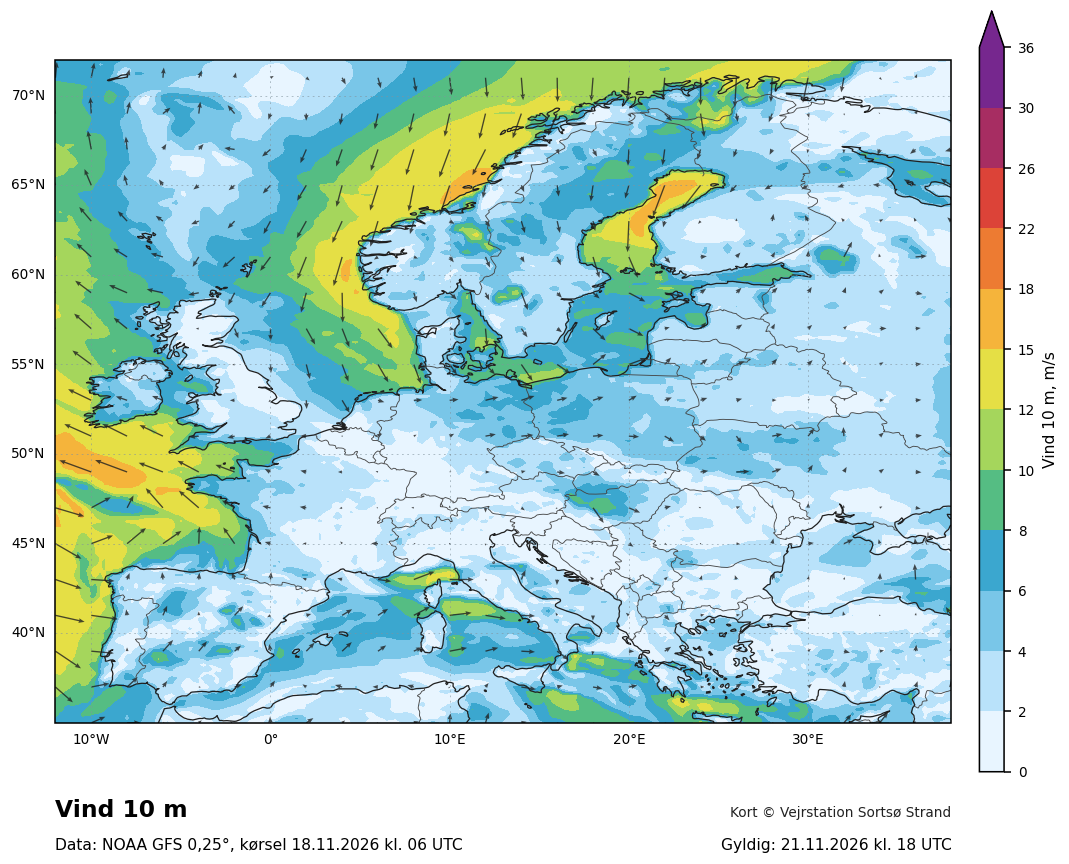 70°N
65°N
60°N
55°N
50°N
45°N
40°N
10°W
0°
10°E
20°E
30°E
36
30
26
22
18
15
12
10
8
6
4
2
0
Vind 10 m, m/s
Vind 10 m
Kort © Vejrstation Sortsø Strand
Data: NOAA GFS 0,25°, kørsel 18.11.2026 kl. 06 UTC
Gyldig: 21.11.2026 kl. 18 UTC